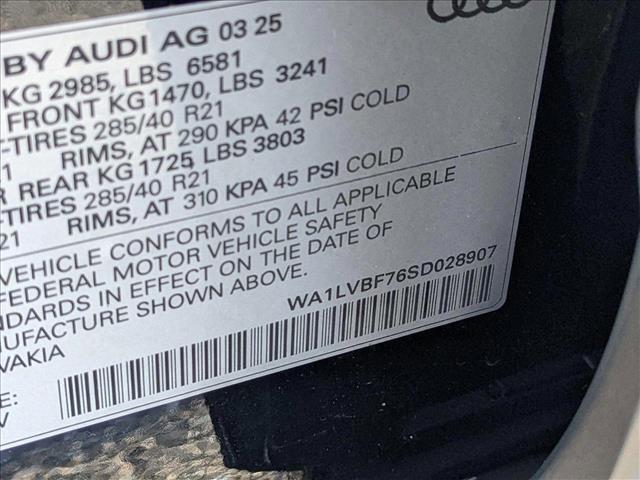 BY AUDI AG 03 25
KG 2985, LBS 6581
FRONT KG1470, LBS 3241
-TIRES 285/40 R21
1 RIMS, AT 290 KPA 42 PSI COLD
R REAR KG 1725 LBS 3803
-TIRES 285/40 R21
21 RIMS, AT 310 KPA 45 PSI COLD
VEHICLE CONFORMS TO ALL APPLICABLE
FEDERAL MOTOR VEHICLE SAFETY
NDARDS IN EFFECT ON THE DATE OF
NUFACTURE SHOWN ABOVE.
WA1LVBF76SD028907
VAKIA
E:
V